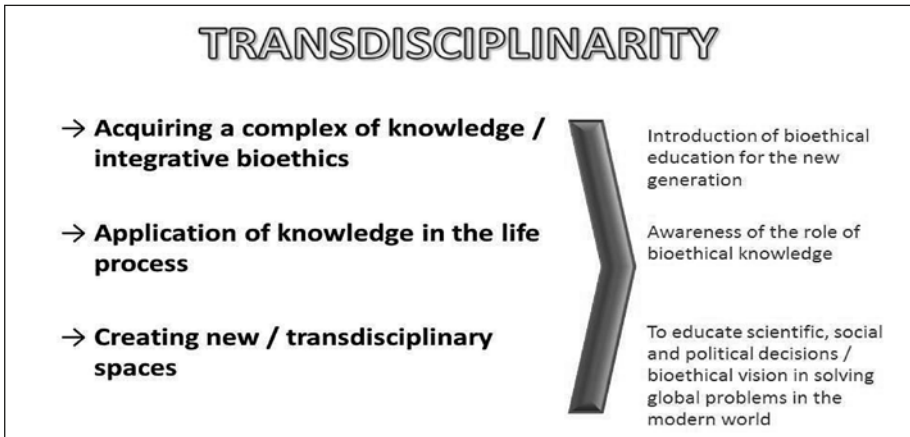 TRANSDISCIPLINARITY
→ Acquiring a complex of knowledge /
integrative bioethics
→ Application of knowledge in the life
process
→ Creating new / transdisciplinary
spaces
Introduction of bioethical
education for the new
generation
Awareness of the role of
bioethical knowledge
To educate scientific, social
and political decisions /
bioethical vision in solving
global problems in the
modern world